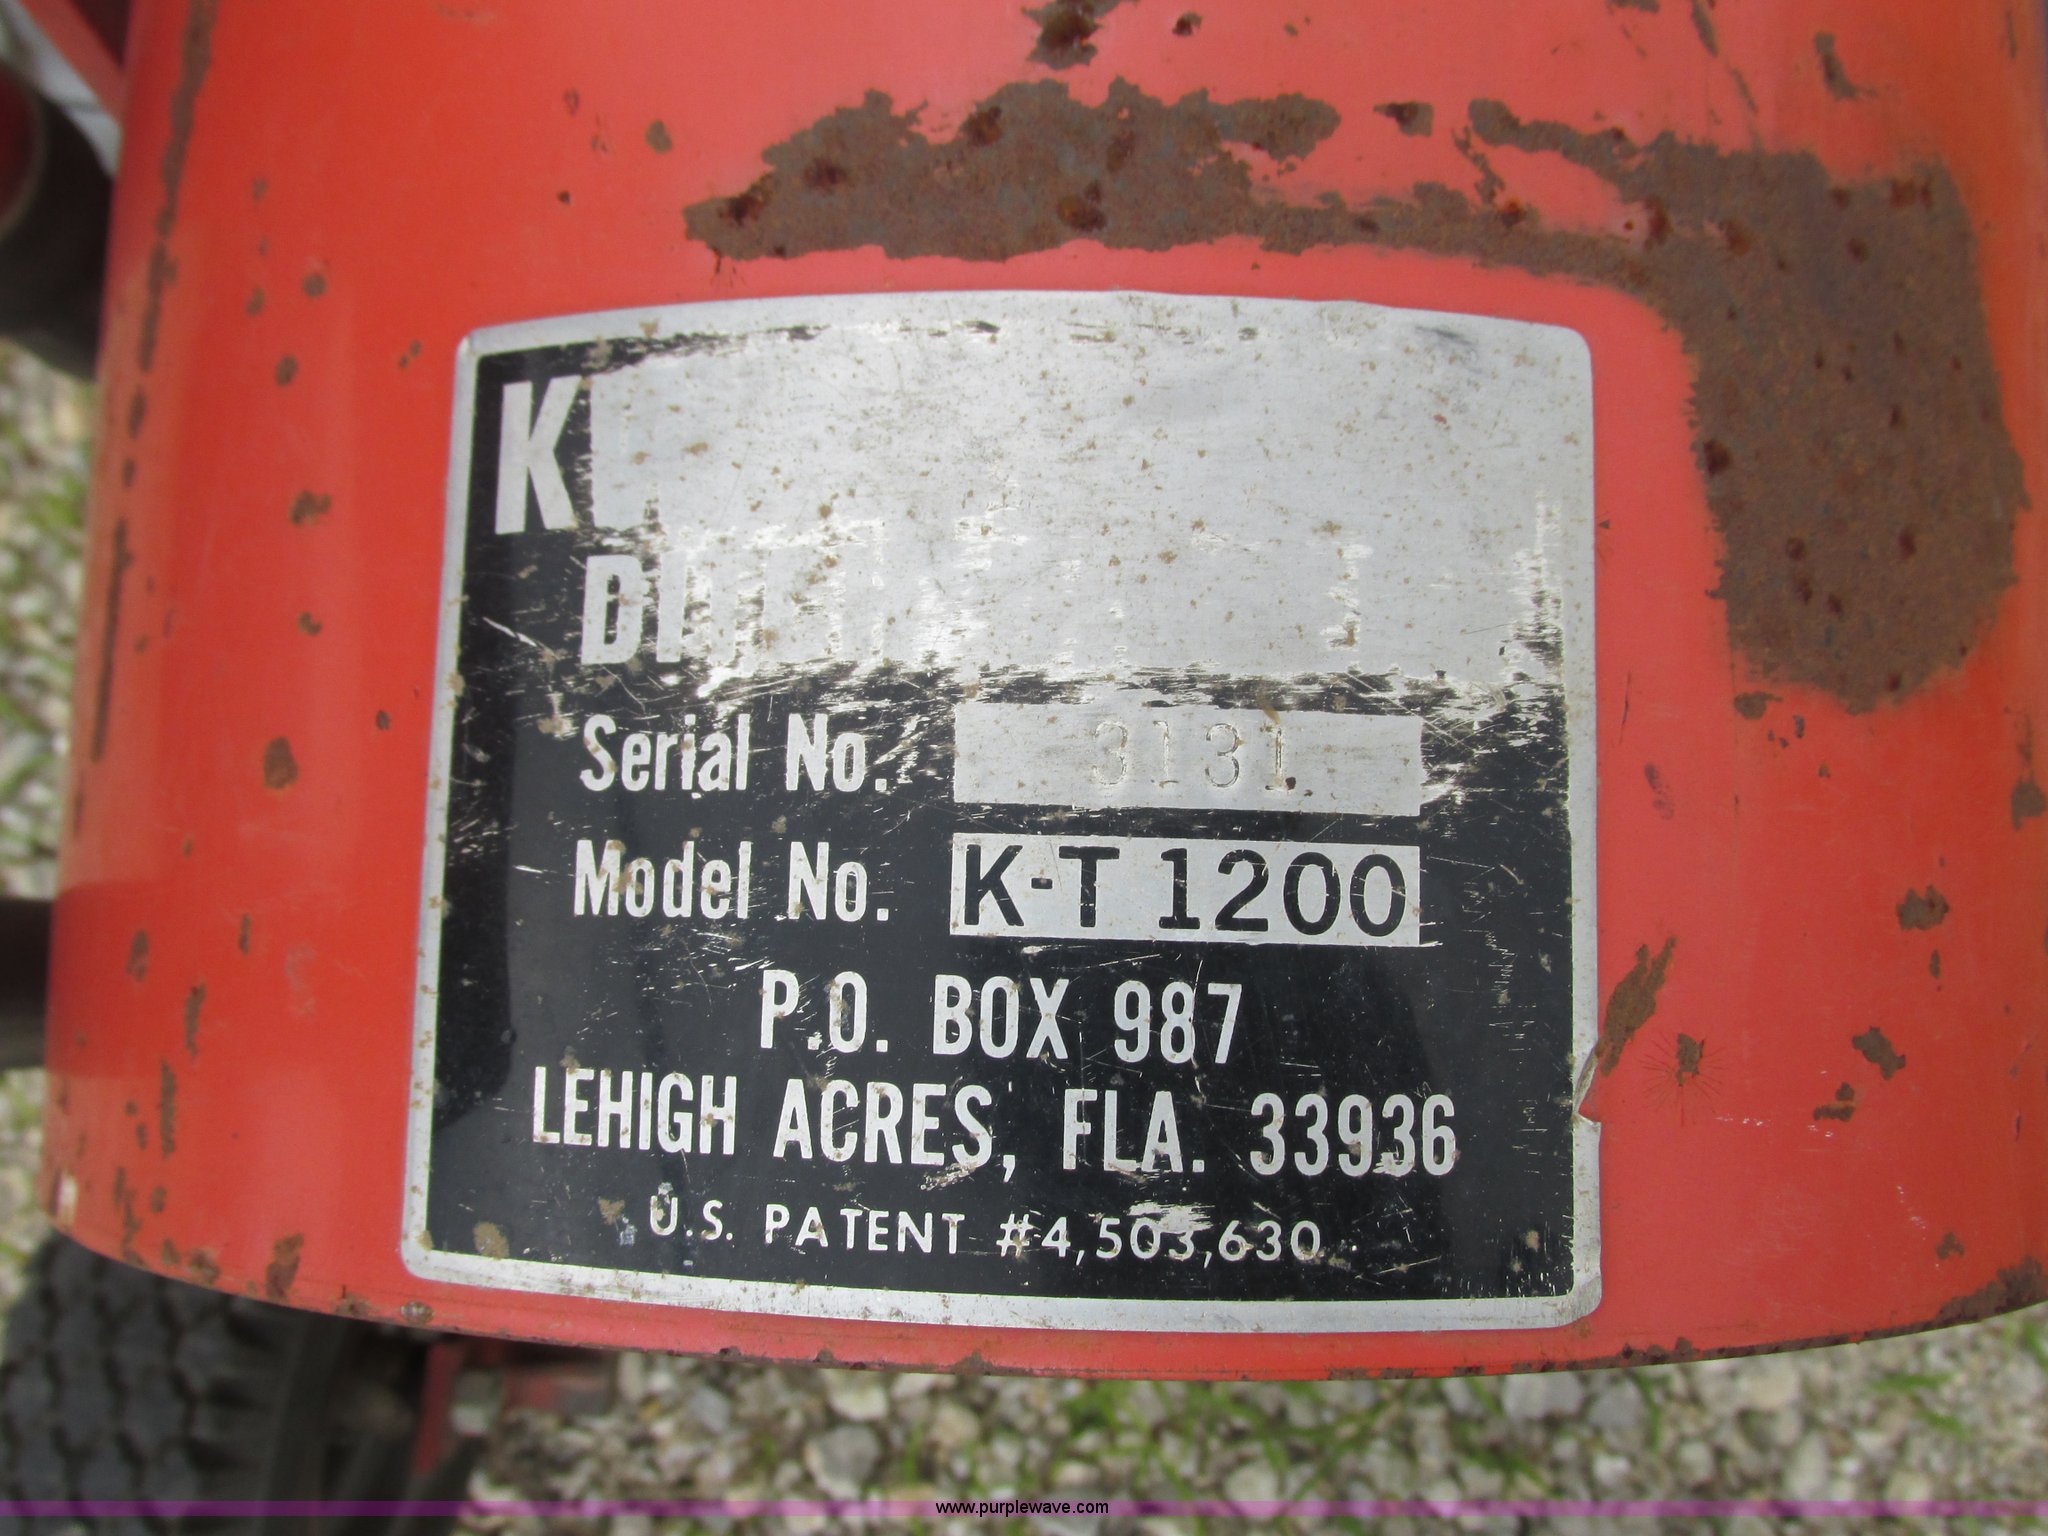 K
Serial No. 3131
Model No. K-T 1200
P.O. BOX 987
LEHIGH ACRES, FLA. 33936
U.S. PATENT #4,503,630
www.purplewave.com